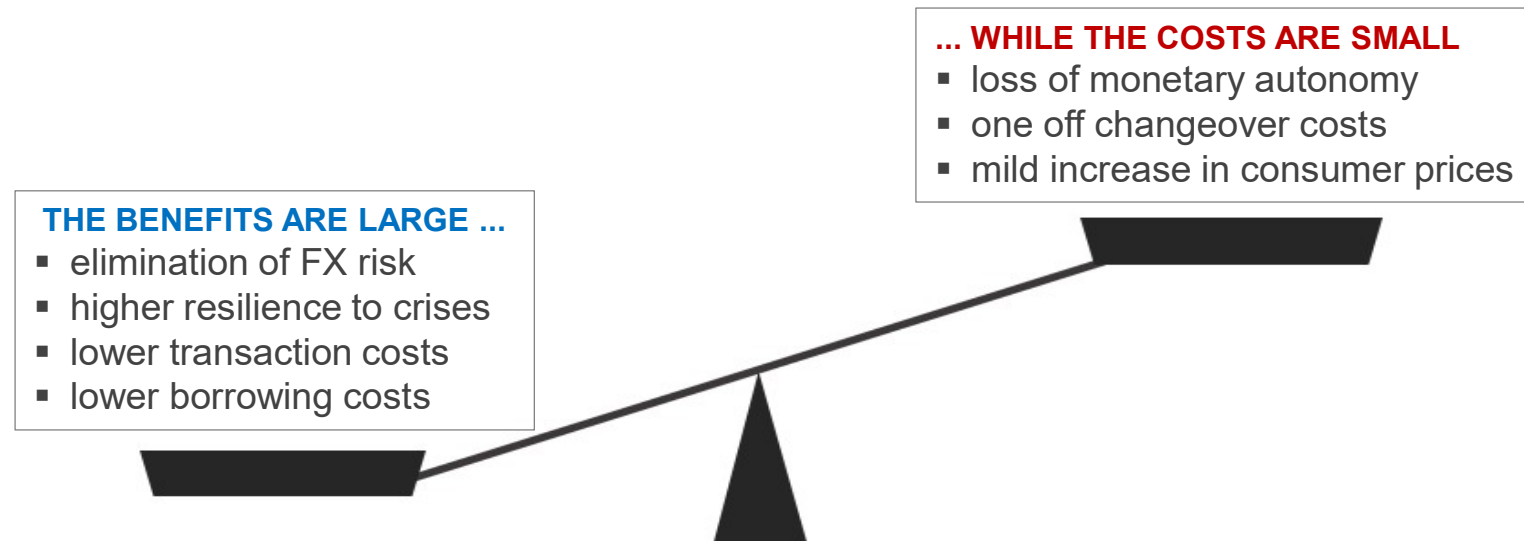 THE BENEFITS ARE LARGE ...
▪ elimination of FX risk
▪ higher resilience to crises
▪ lower transaction costs
▪ lower borrowing costs
... WHILE THE COSTS ARE SMALL
▪ loss of monetary autonomy
▪ one off changeover costs
▪ mild increase in consumer prices